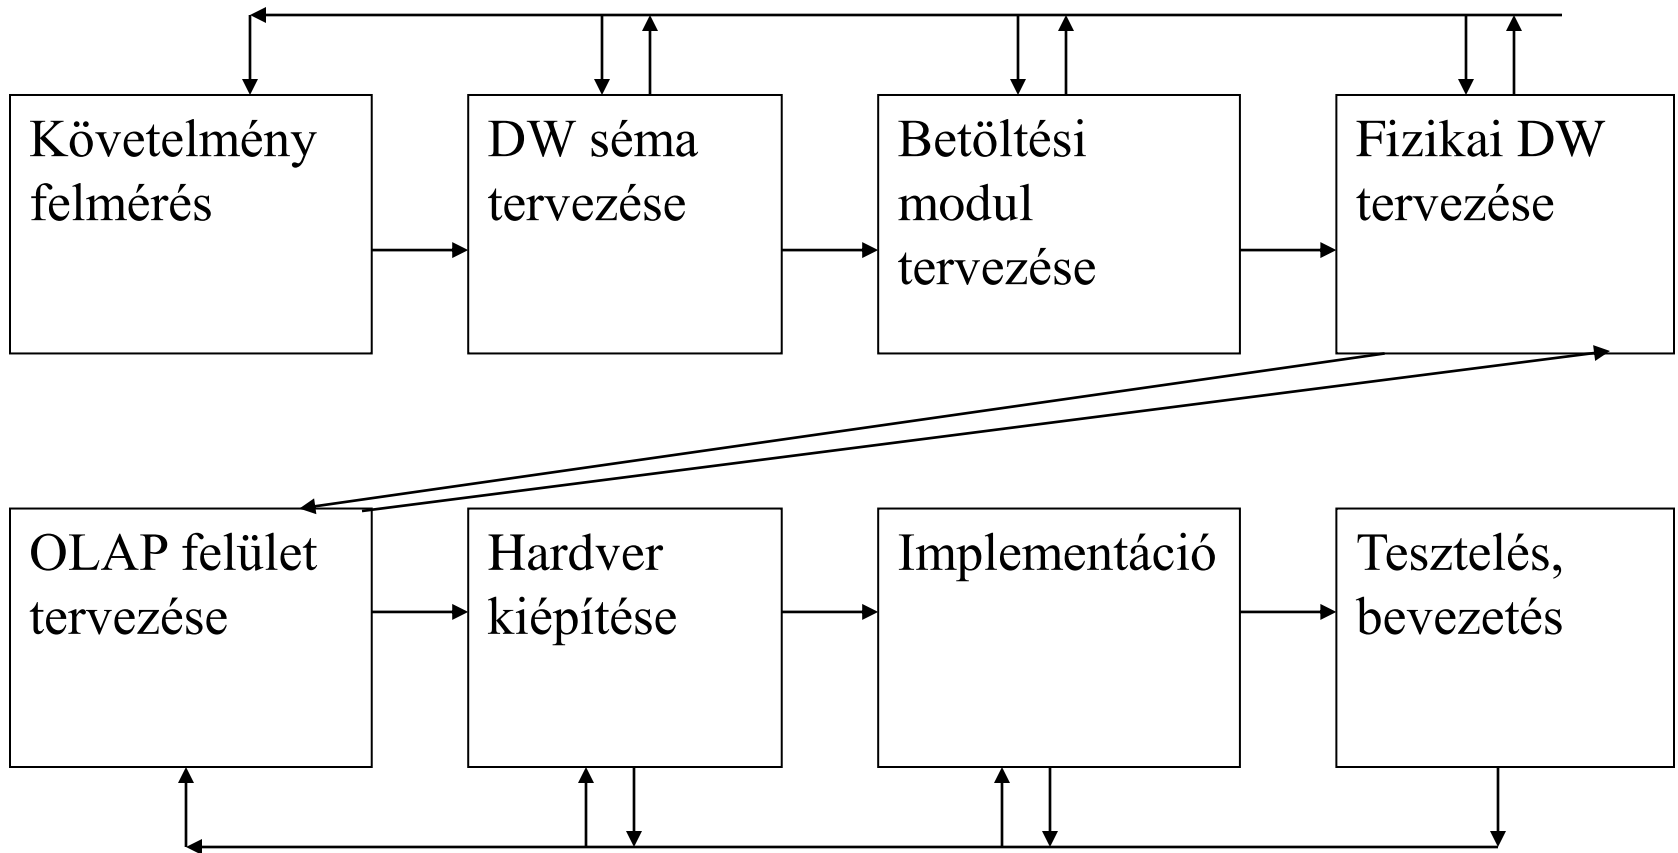 Követelmény
felmérés
DW séma
tervezése
Betöltési
modul
tervezése
Fizikai DW
tervezése
OLAP felület
tervezése
Hardver
kiépítése
Implementáció
Tesztelés,
bevezetés